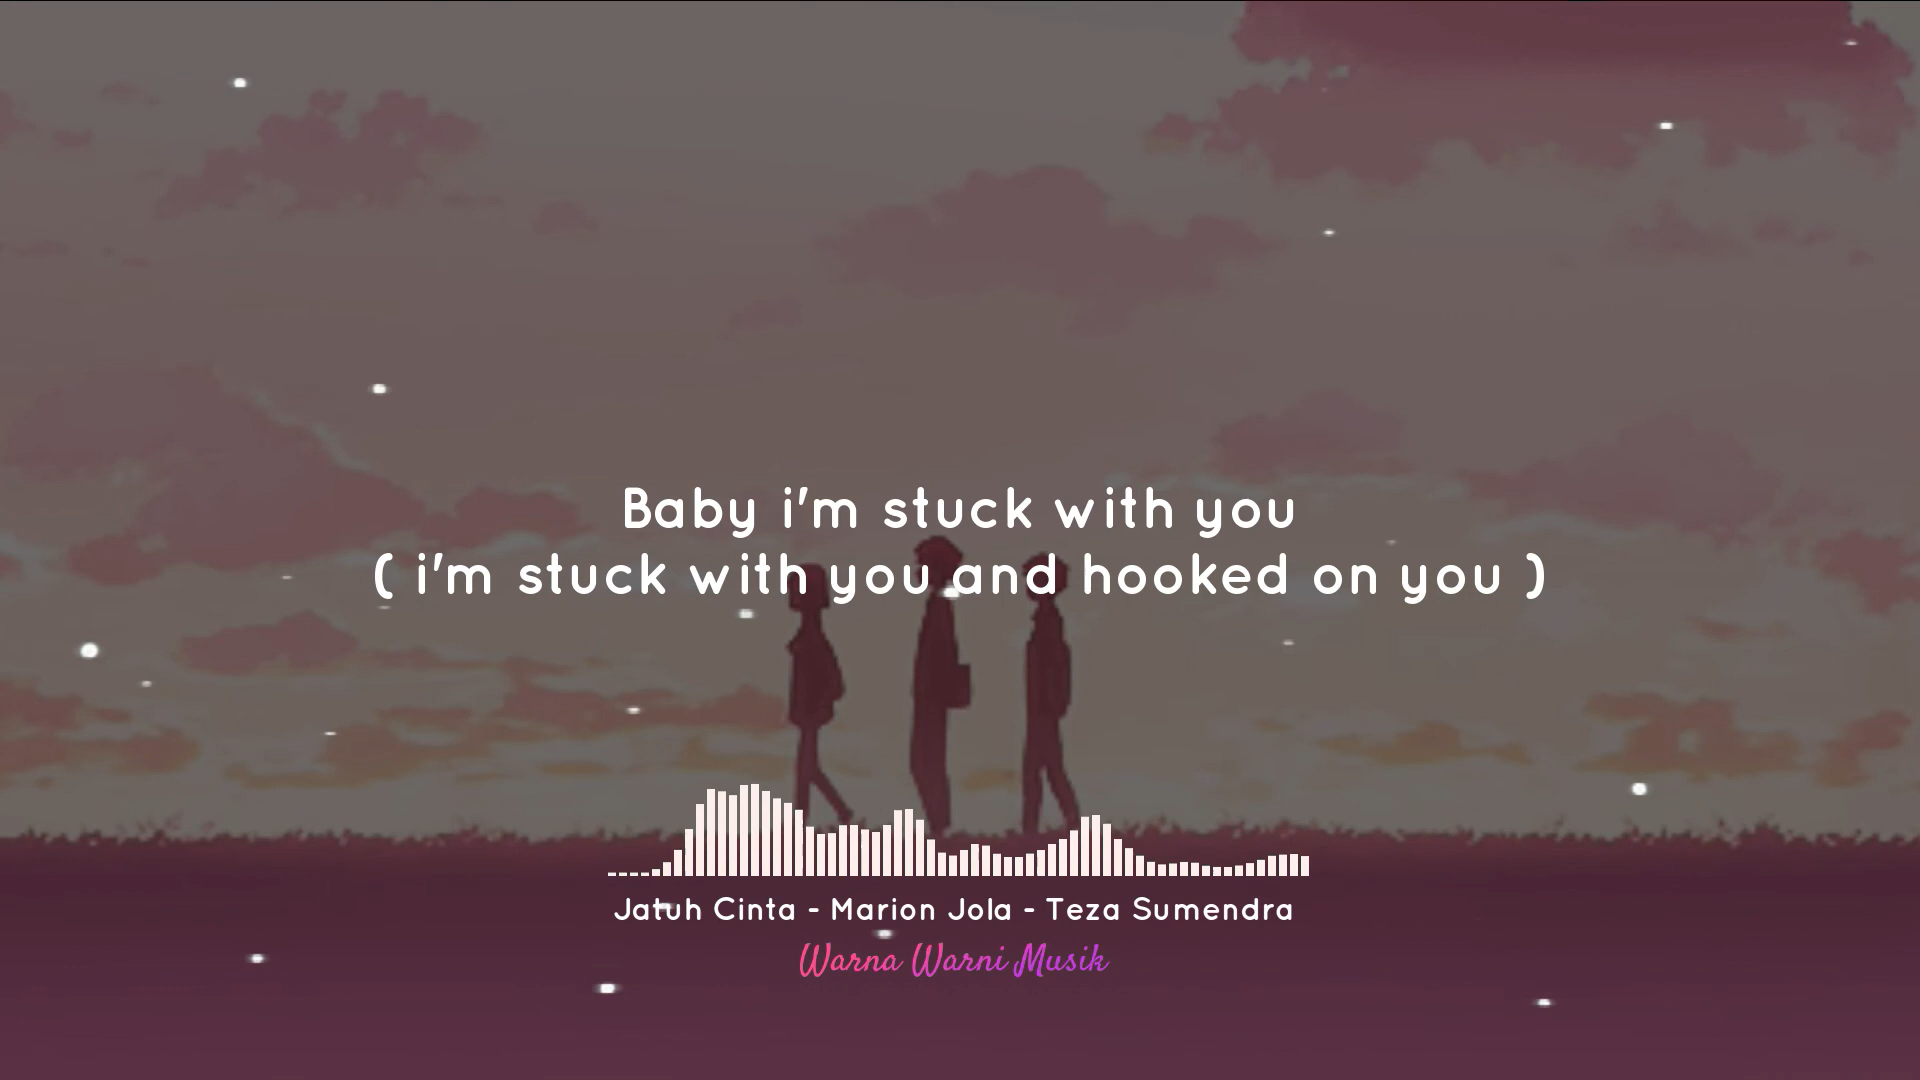 Baby i'm stuck with you
( i'm stuck with you and hooked on you )
Jatuh Cinta - Marion Jola - Teza Sumendra
Warna Warni Musik